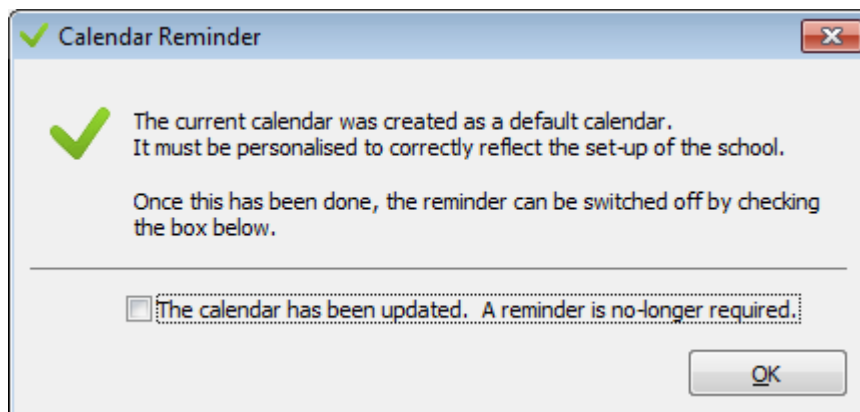 Calendar Reminder
The current calendar was created as a default calendar.
It must be personalised to correctly reflect the set-up of the school.
Once this has been done, the reminder can be switched off by checking
the box below.
The calendar has been updated.  A reminder is no-longer required.
OK